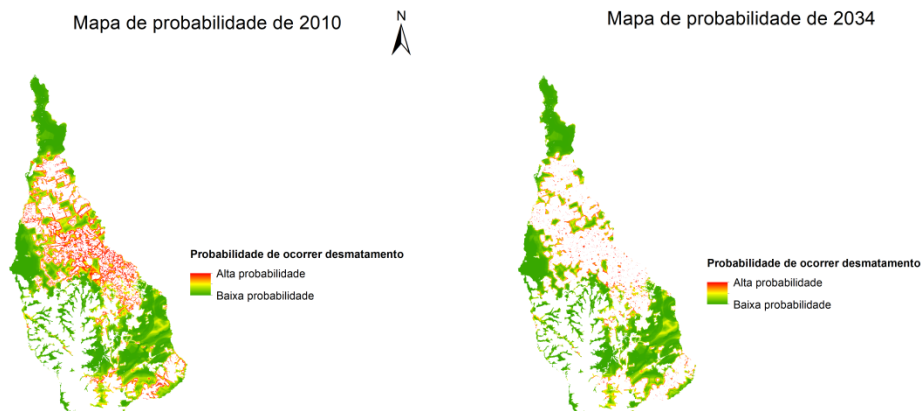 Mapa de probabilidade de 2010
N
Mapa de probabilidade de 2034
Probabilidade de ocorrer desmatamento
Alta probabilidade
Baixa probabilidade
Probabilidade de ocorrer desmatamento
Alta probabilidade
Baixa probabilidade